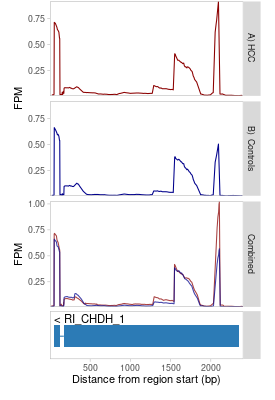 0.75
0.50
0.25
A) HCC
FPM
0.75
0.50
0.25
B) Controls
1.00
0.75
0.50
0.25
FPM
Combined
< RI_CHDH_1
500 1000 1500 2000
Distance from region start (bp)